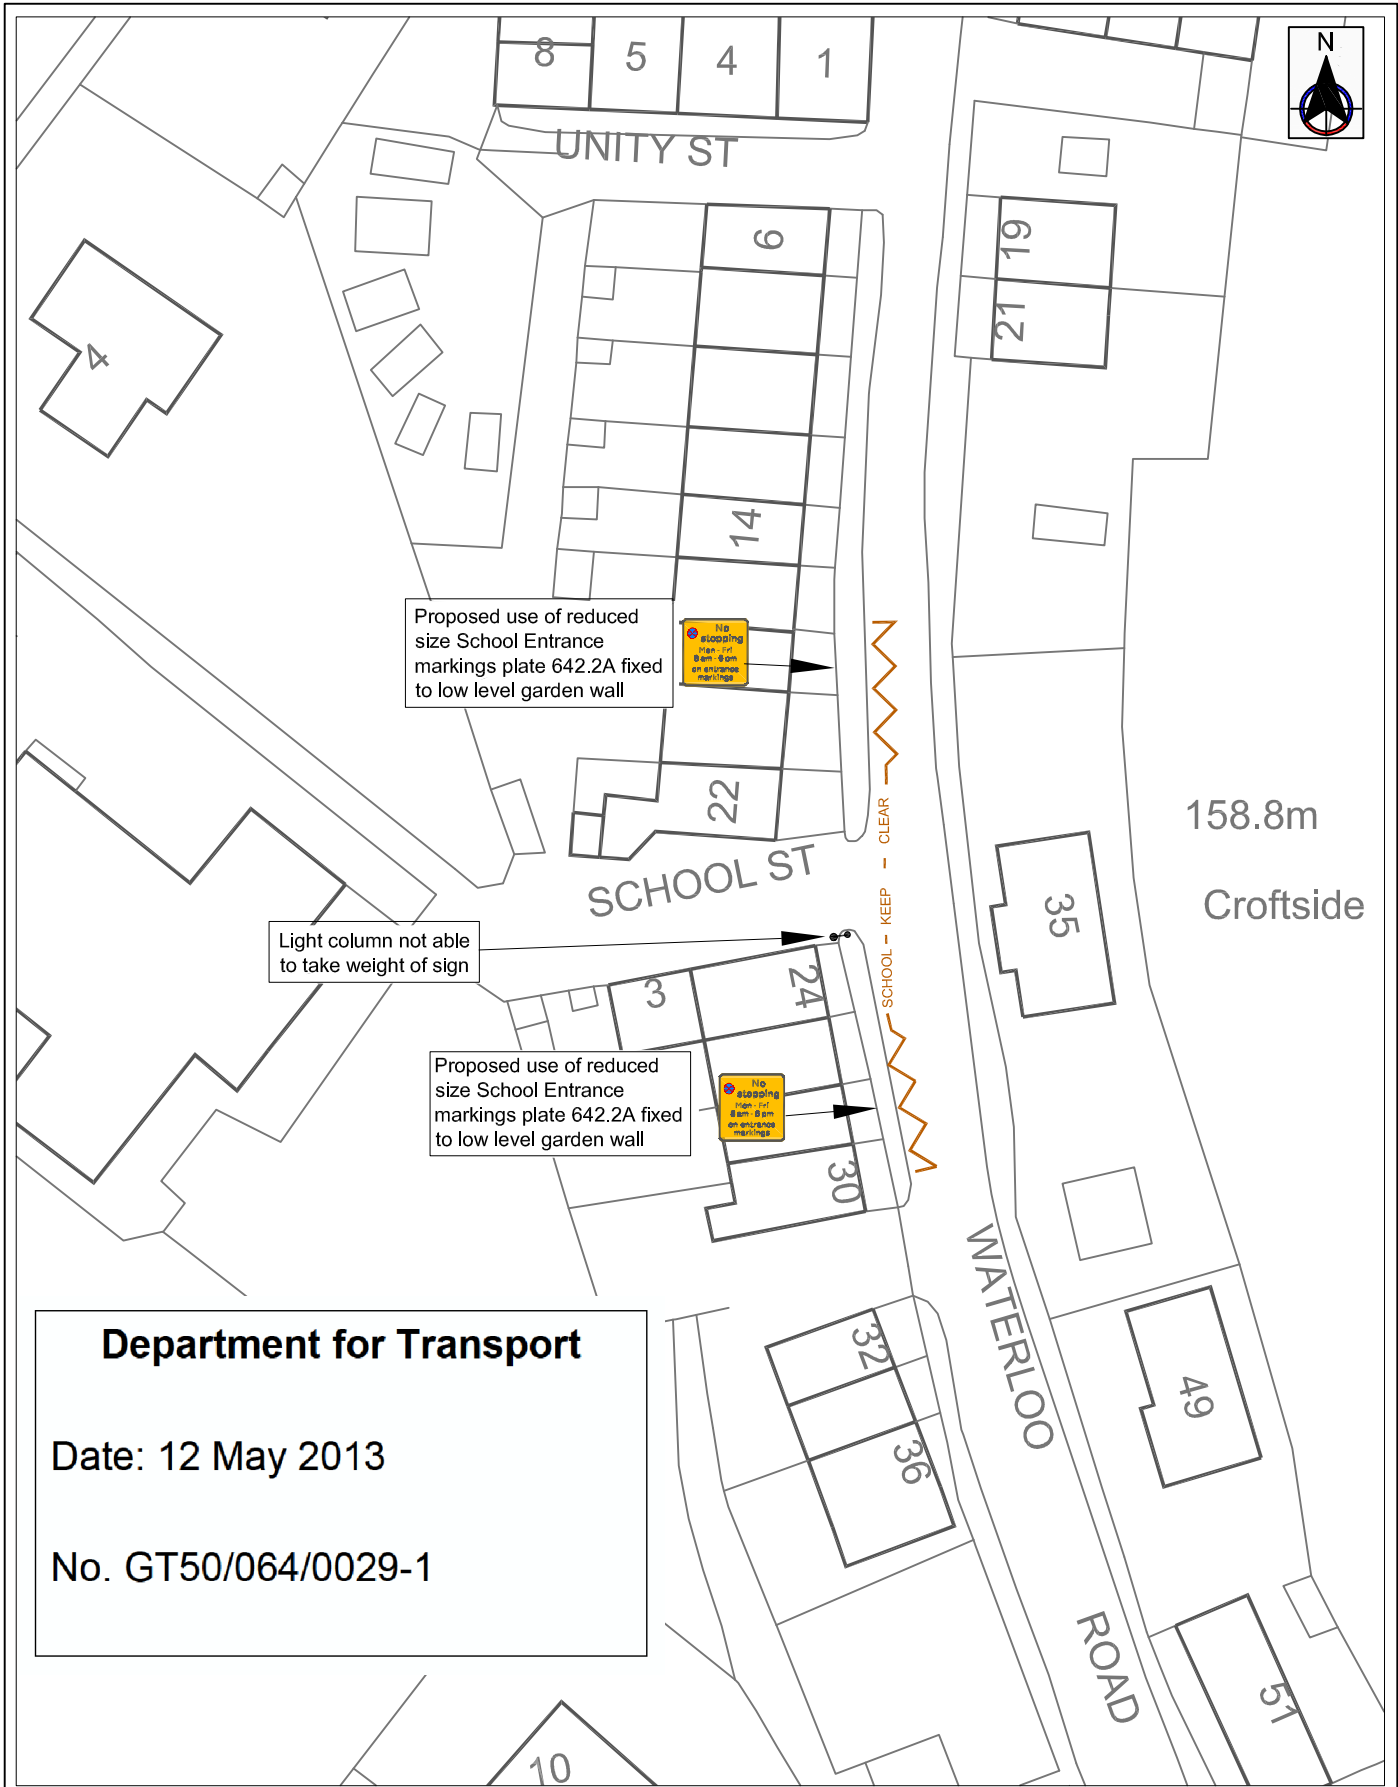 N
8
5
4
1
UNITY ST
6
19
21
4
14
Proposed use of reduced
size School Entrance
markings plate 642.2A fixed
to low level garden wall
No
stopping
Mon - Fri
8am - 6pm
on entrance
markings
22
SCHOOL ST
SCHOOL - KEEP - CLEAR
158.8m
Croftside
35
Light column not able
to take weight of sign
3
24
Proposed use of reduced
size School Entrance
markings plate 642.2A fixed
to low level garden wall
No
stopping
Mon - Fri
8am - 6pm
on entrance
markings
30
WATERLOO
ROAD
32
36
49
51
10
Department for Transport
Date: 12 May 2013
No. GT50/064/0029-1